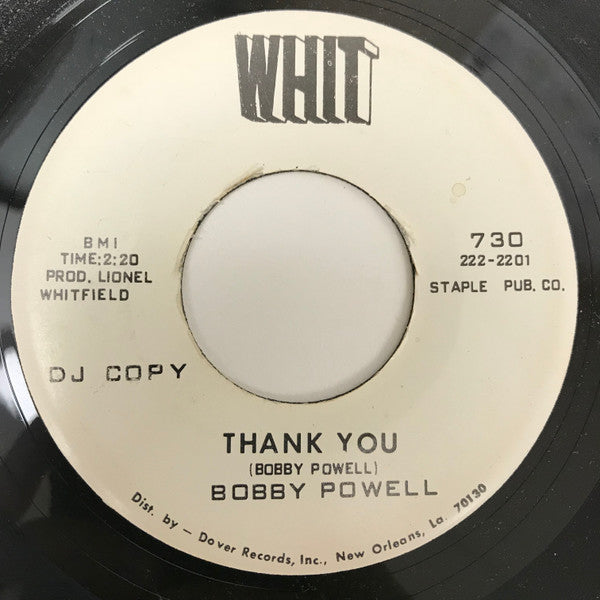 WHIT
BMI
TIME:2:20
PROD. LIONEL
WHITFIELD
730
222-2201
STAPLE PUB. CO.
DJ COPY
THANK YOU
(BOBBY POWELL)
BOBBY POWELL
Dist. by — Dover Records, Inc., New Orleans, La. 70130